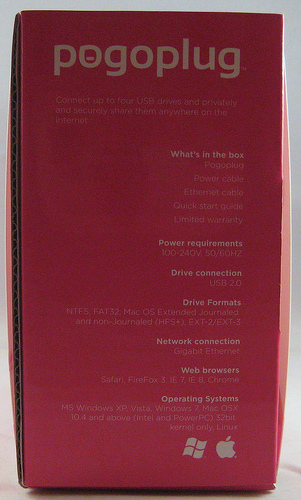 pogoplug
Connect up to four USB drives and privately
and securely share them anywhere on the
Internet
What's in the box
Pogoplug
Power cable
Ethernet cable
Quick start guide
Limited warranty
Power requirements
100-240V, 50/60HZ
Drive connection
USB 2.0
Drive Formats
NTFS, FAT32, Mac OS Extended Journaled
and non-Journaled (HFS+), EXT-2/EXT-3
Network connection
Gigabit Ethernet
Web browsers
Safari, FireFox 3, IE 7, IE 8, Chrome
Operating Systems
MS Windows XP, Vista, Windows 7, Mac OSX
10.4 and above (Intel and PowerPC) 32bit
kernel only, Linux